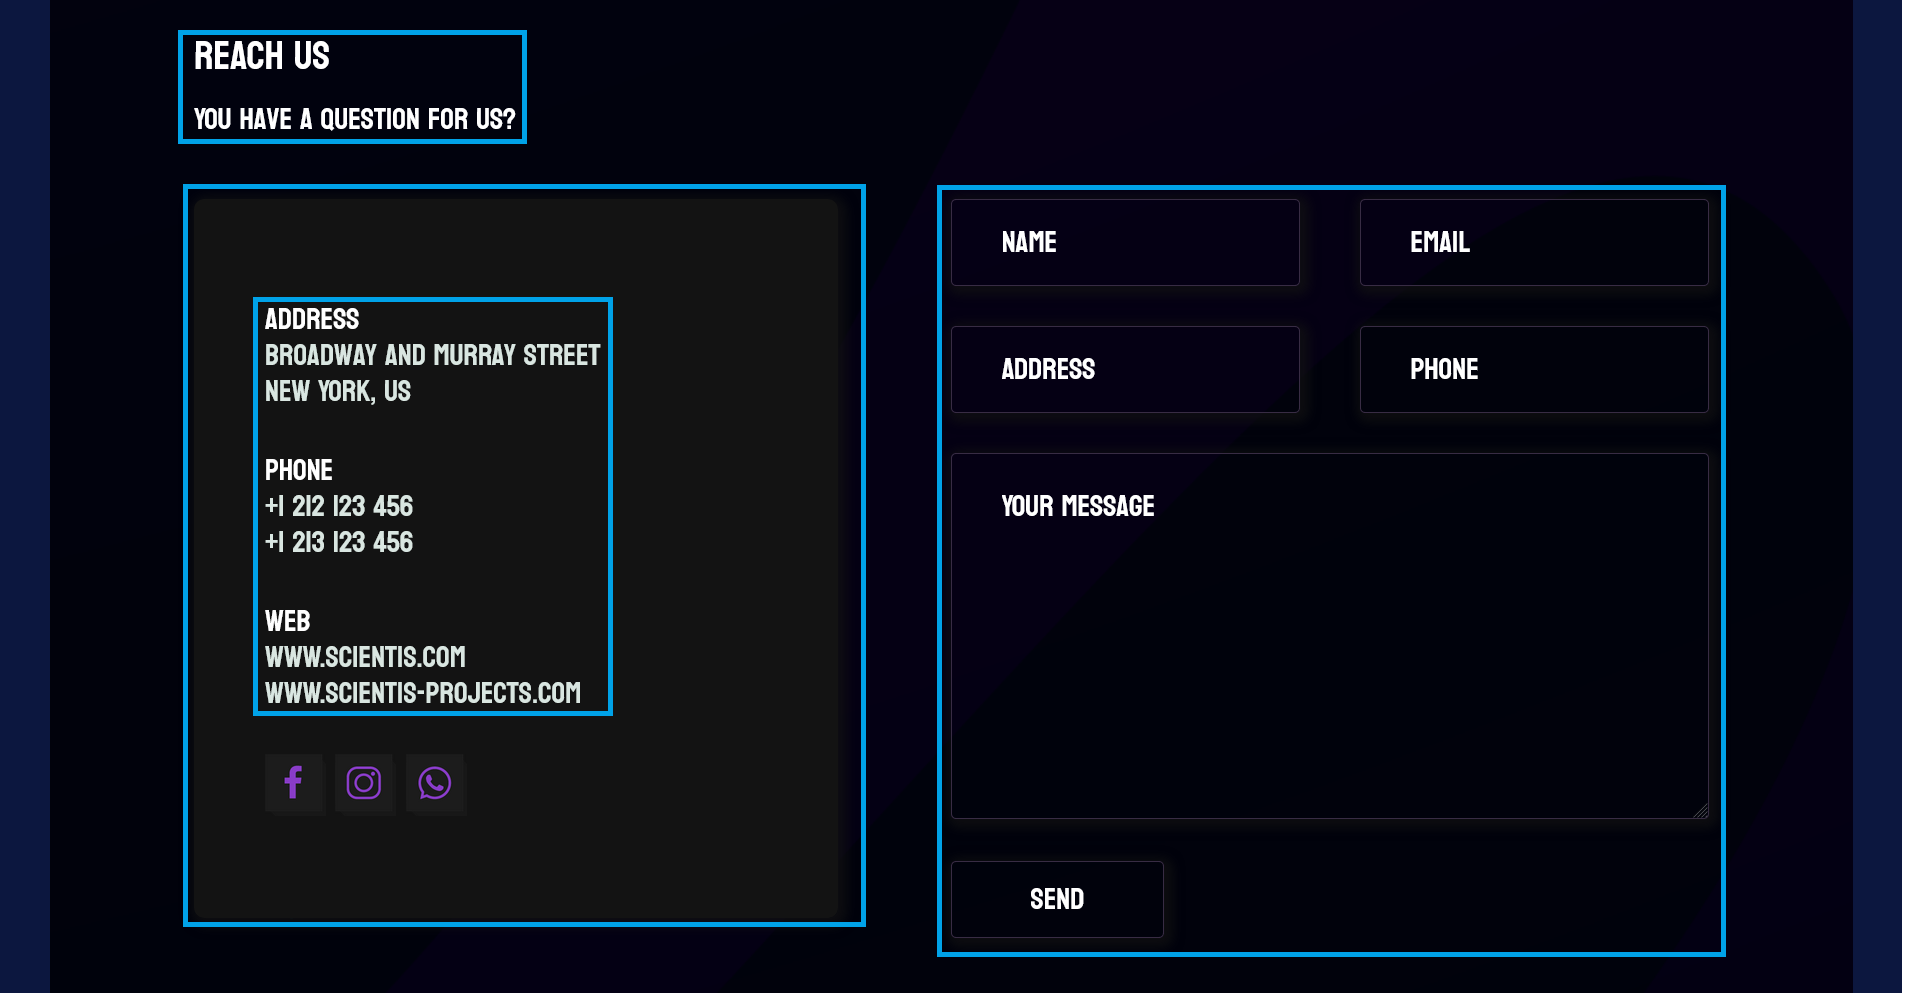 REACH US
YOU HAVE A QUESTION FOR US?
ADDRESS
BROADWAY AND MURRAY STREET
NEW YORK, US
PHONE
+1 212 123 456
+1 213 123 456
WEB
WWW.SCIENTIS.COM
WWW.SCIENTIS-PROJECTS.COM
NAME
EMAIL
ADDRESS
PHONE
YOUR MESSAGE
SEND